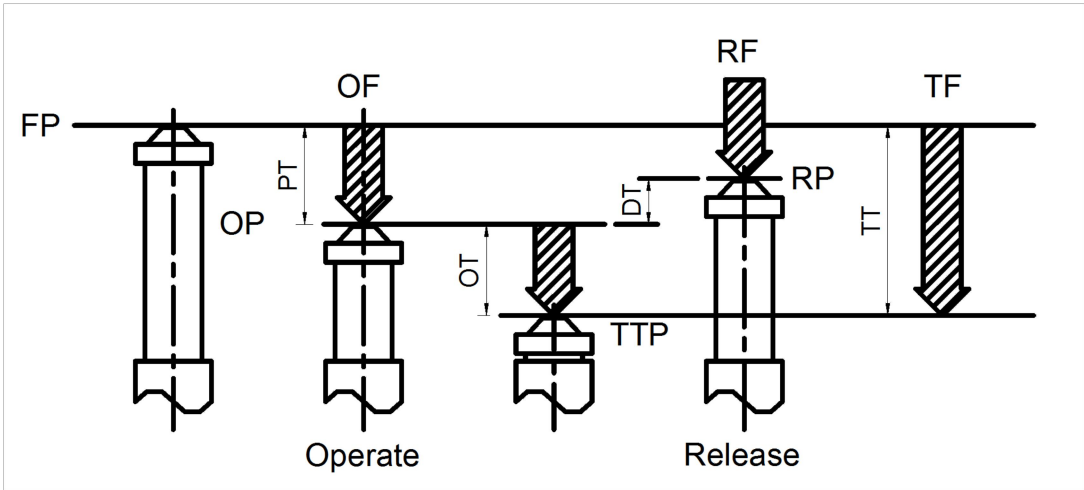 RF
OF
TF
FP
PT
RP
DT
OP
TT
OT
TTP
Operate
Release